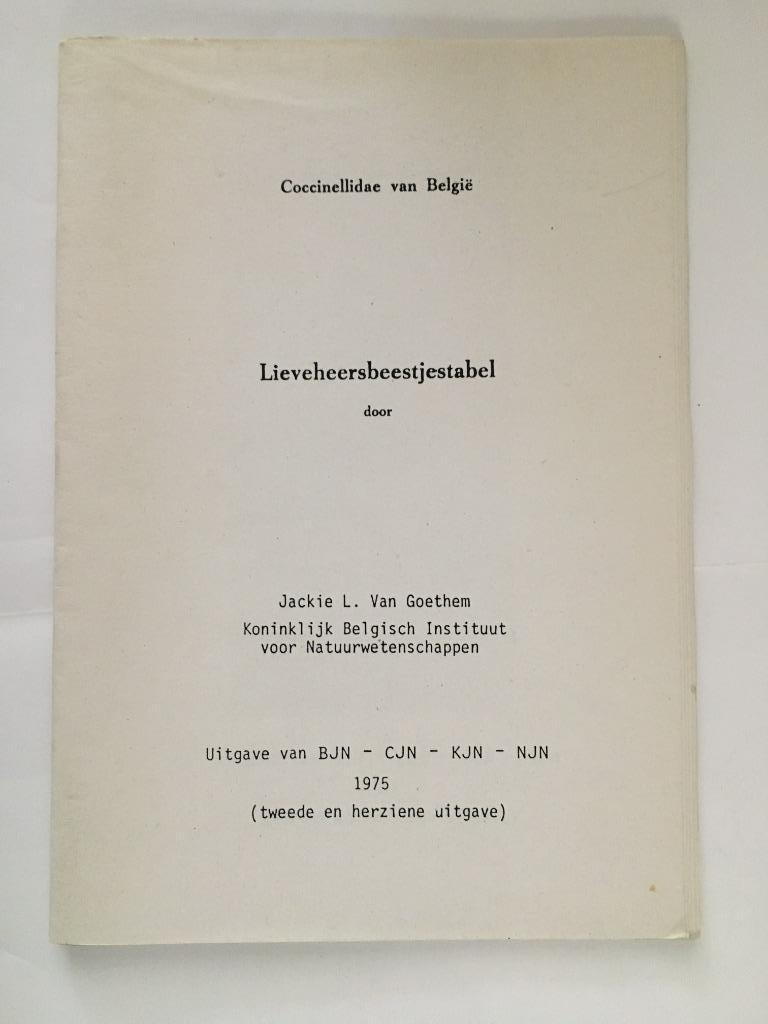 Coccinellidae van België
Lieveheersbeestjestabel
door
Jackie L. Van Goethem
Koninklijk Belgisch Instituut
voor Natuurwetenschappen
Uitgave van BJN - CJN - KJN - NJN
1975
(tweede en herziene uitgave)